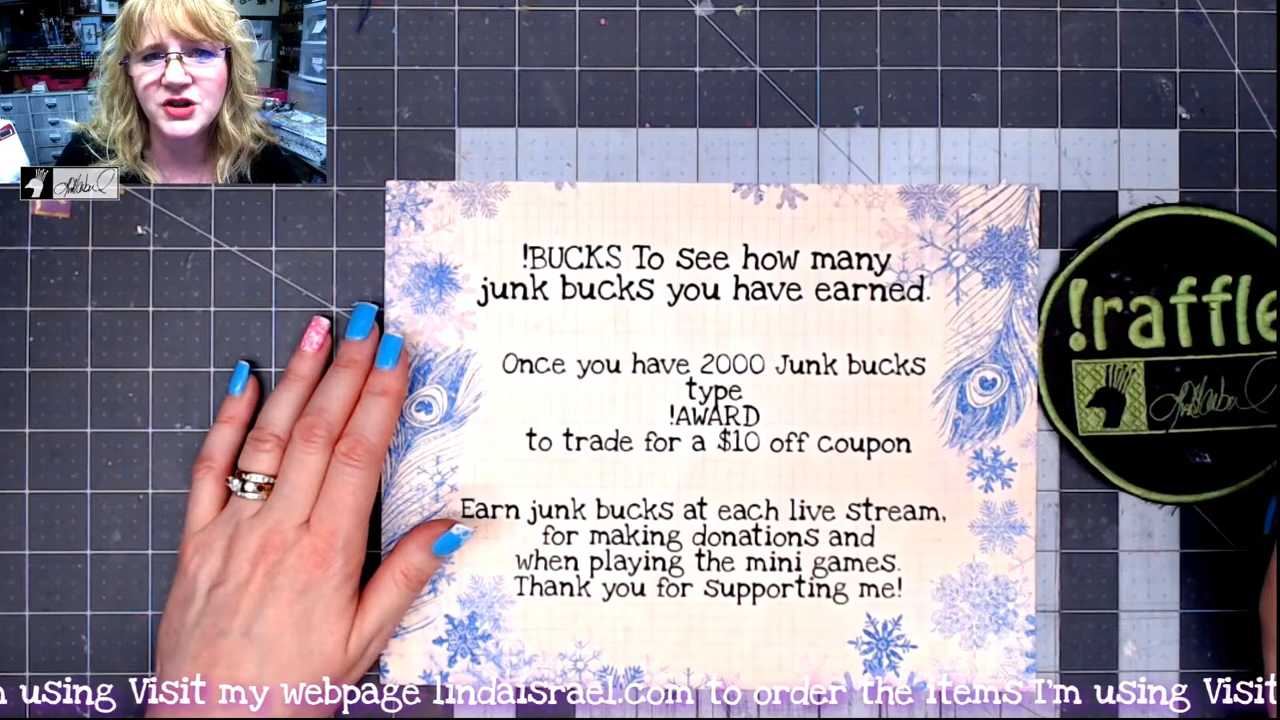 !BUCKS To see how many
junk bucks you have earned.
Once you have 2000 Junk bucks
type
!AWARD
to trade for a $10 off coupon
Earn junk bucks at each live stream,
for making donations and
when playing the mini games.
Thank you for supporting me!
!raffle
using Visit my webpage lindaisrael.com to order the items I'm using Visit